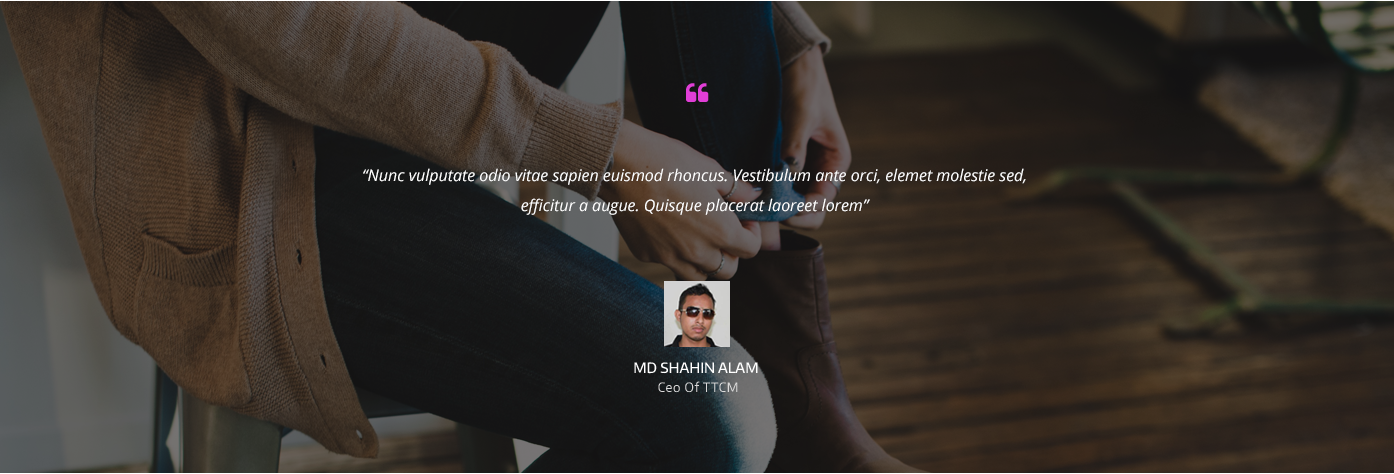 “Nunc vulputate odio vitae sapien euismod rhoncus. Vestibulum ante orci, elemet molestie sed,
efficitur a augue. Quisque placerat laoreet lorem”
MD SHAHIN ALAM
Ceo Of TTCM